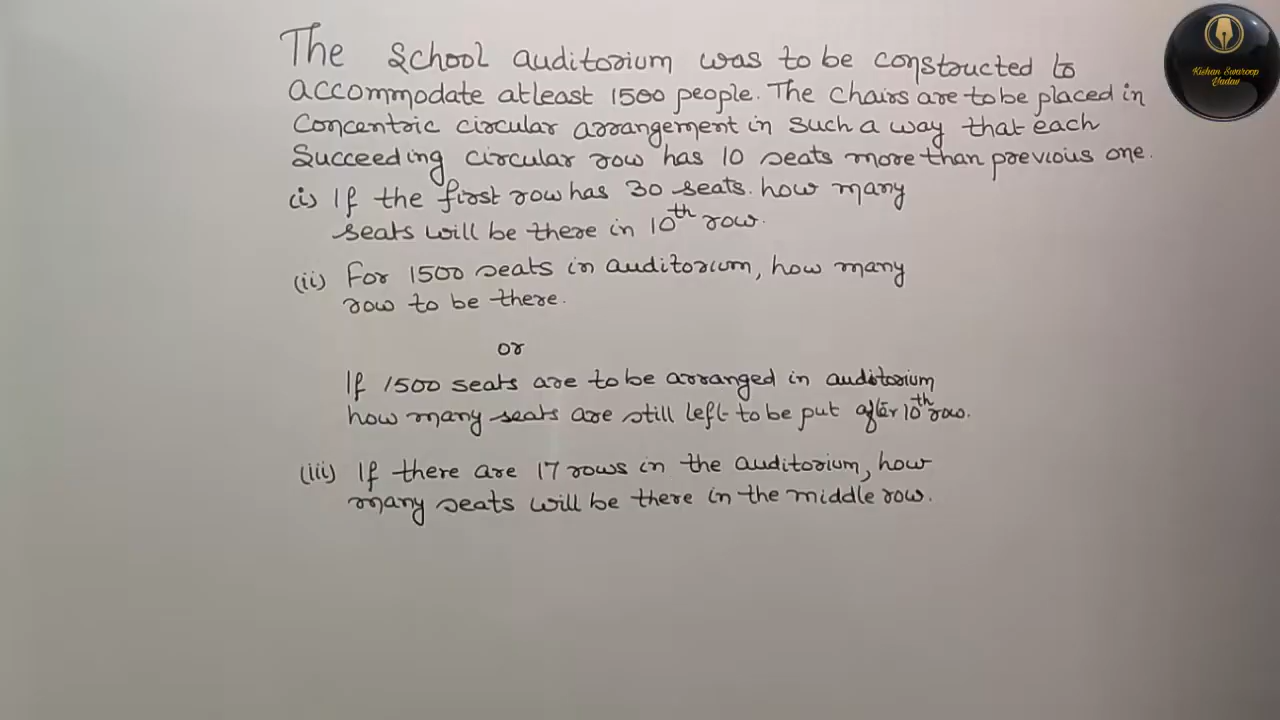 The School auditorium was to be constructed to
accommodate atleast 1500 people. The chairs are to be placed in
Concentric circular arrangement in such a way that each
Succeeding circular row has 10 seats more than previous one.
(i) If the first row has 30 seats. how many
seats will be there in 10th row.
(ii) For 1500 seats in auditorium, how many
row to be there.
or
If 1500 seats are to be arranged in auditorium
how many seats are still left to be put after 10th row.
(iii) If there are 17 rows in the auditorium, how
many seats will be there in the middle row.
Kishan Swaroop
Yadav